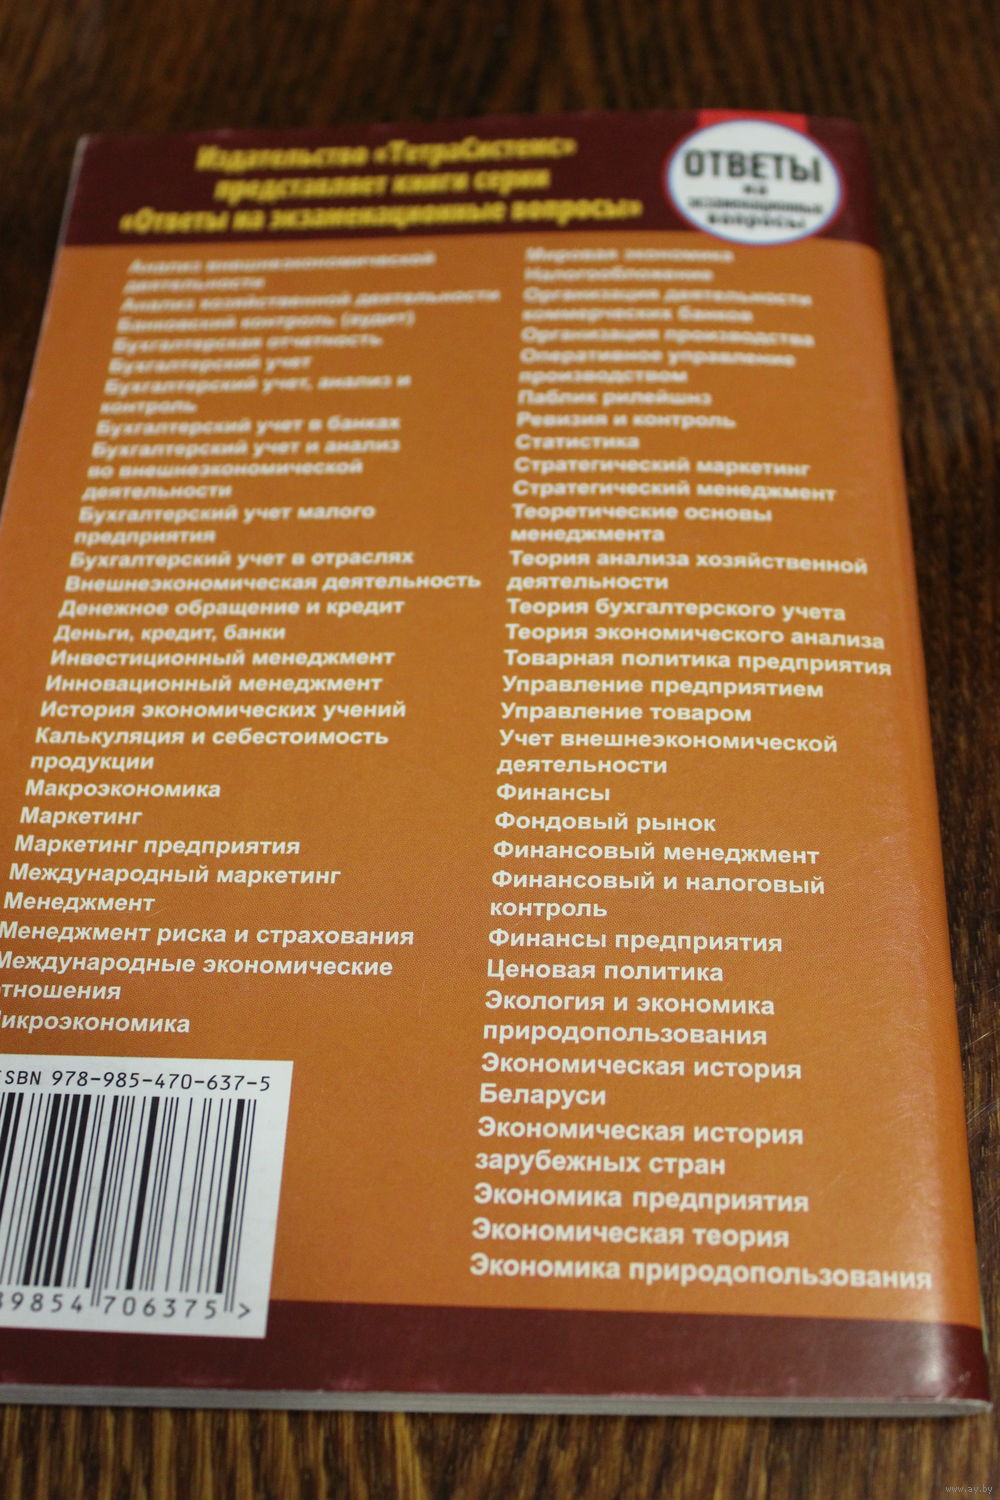 Издательство «ТетраСистемс»
представляет книги серии
«Ответы на экзаменационные вопросы»
ОТВЕТЫ
на
экзаменационные
вопросы
Анализ внешнеэкономической
деятельности
Анализ хозяйственной деятельности
Банковский контроль (аудит)
Бухгалтерская отчетность
Бухгалтерский учет
Бухгалтерский учет, анализ и
контроль
Бухгалтерский учет в банках
Бухгалтерский учет и анализ
во внешнеэкономической
деятельности
Бухгалтерский учет малого
предприятия
Бухгалтерский учет в отраслях
Внешнеэкономическая деятельность
Денежное обращение и кредит
Деньги, кредит, банки
Инвестиционный менеджмент
Инновационный менеджмент
История экономических учений
Калькуляция и себестоимость
продукции
Макроэкономика
Маркетинг
Маркетинг предприятия
Международный маркетинг
Менеджмент
Менеджмент риска и страхования
Международные экономические
тношения
икроэкономика
Мировая экономика
Налогообложение
Организация деятельности
коммерческих банков
Организация производства
Оперативное управление
производством
Паблик рилейшнз
Ревизия и контроль
Статистика
Стратегический маркетинг
Стратегический менеджмент
Теоретические основы
менеджмента
Теория анализа хозяйственной
деятельности
Теория бухгалтерского учета
Теория экономического анализа
Товарная политика предприятия
Управление предприятием
Управление товаром
Учет внешнеэкономической
деятельности
Финансы
Фондовый рынок
Финансовый менеджмент
Финансовый и налоговый
контроль
Финансы предприятия
Ценовая политика
Экология и экономика
природопользования
Экономическая история
Беларуси
Экономическая история
зарубежных стран
Экономика предприятия
Экономическая теория
Экономика природопользования
ISBN 978-985-470-637-5
89854 706375 >
www.ay.by